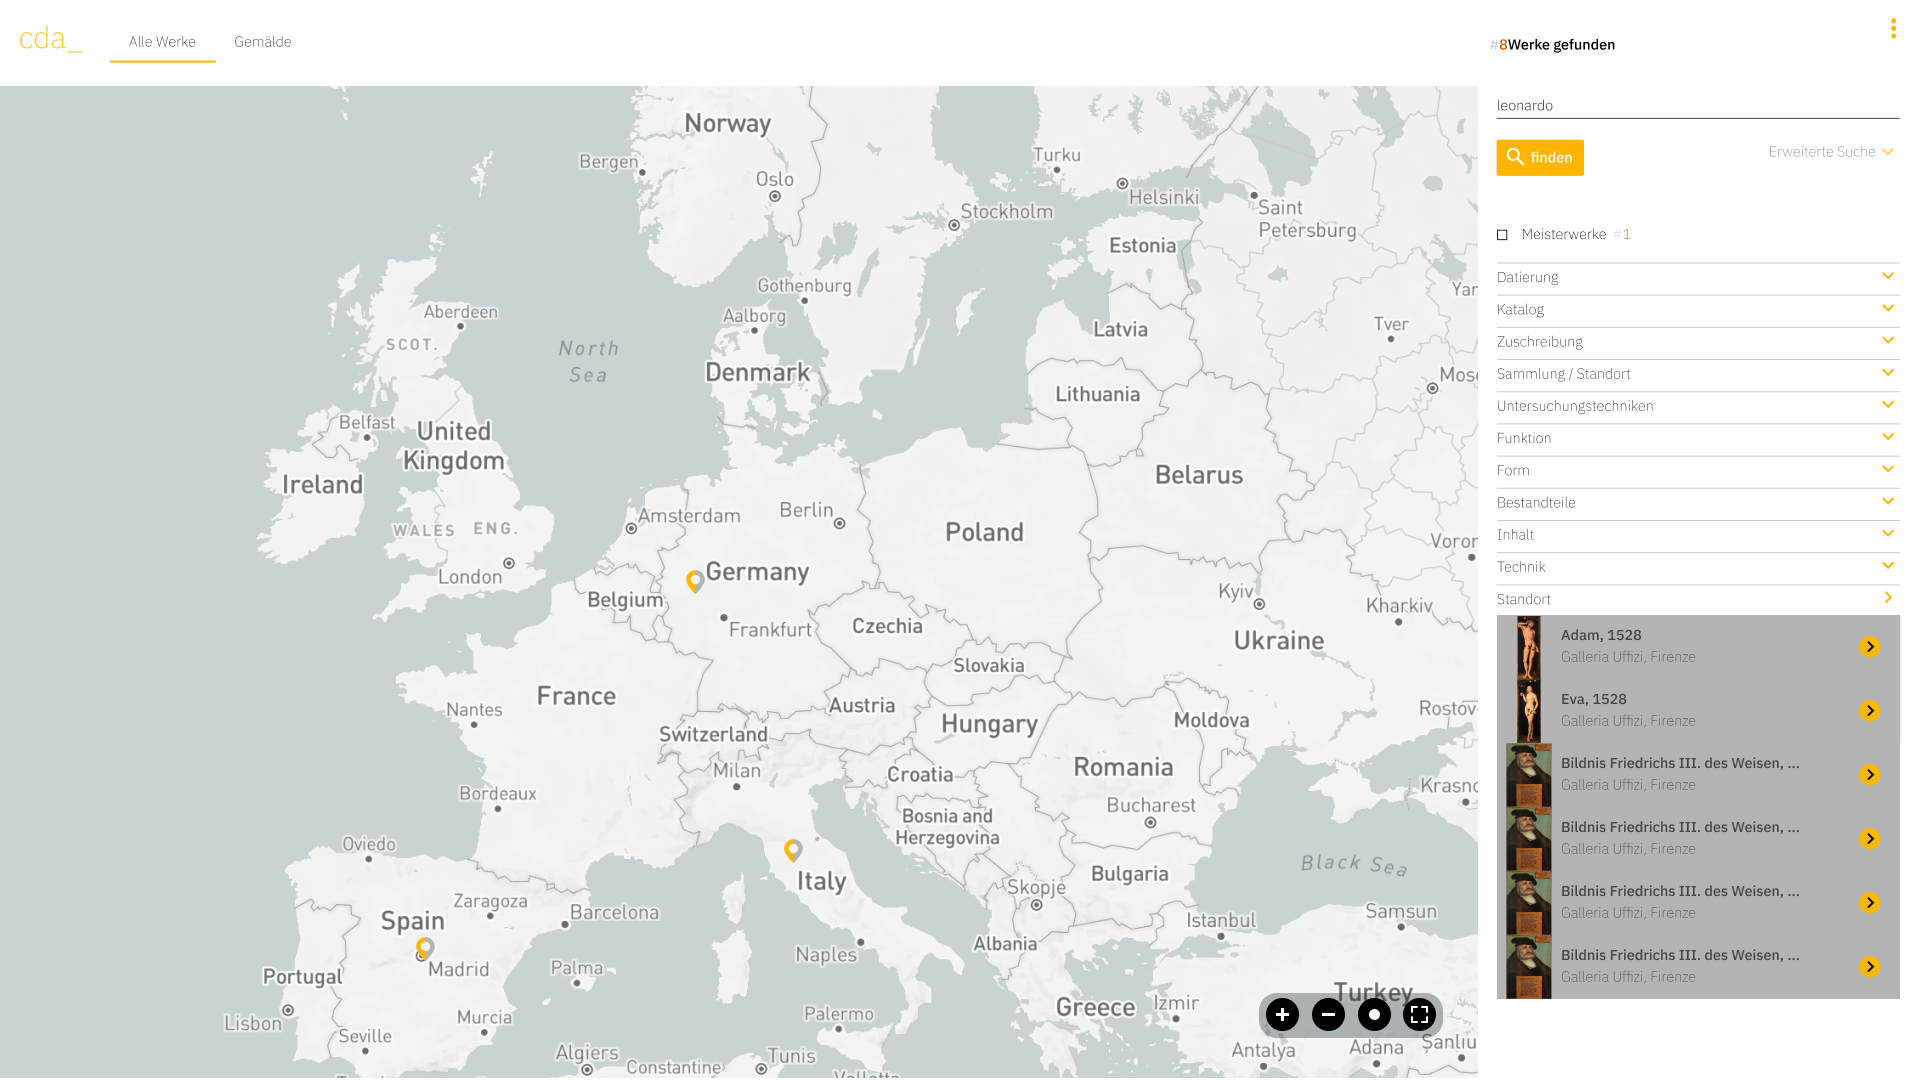 cda_
Alle Werke
Gemälde
#8Werke gefunden
leonardo
finden
Erweiterte Suche
Meisterwerke #1
Datierung
Katalog
Zuschreibung
Sammlung / Standort
Untersuchungstechniken
Funktion
Form
Bestandteile
Inhalt
Technik
Standort
Adam, 1528
Galleria Uffizi, Firenze
Eva, 1528
Galleria Uffizi, Firenze
Bildnis Friedrichs III. des Weisen, ...
Galleria Uffizi, Firenze
Bildnis Friedrichs III. des Weisen, ...
Galleria Uffizi, Firenze
Bildnis Friedrichs III. des Weisen, ...
Galleria Uffizi, Firenze
Bildnis Friedrichs III. des Weisen, ...
Galleria Uffizi, Firenze
Norway
Bergen
Oslo
Turku
Helsinki
Stockholm
Saint
Petersburg
Estonia
Gothenburg
Yar
Aberdeen
Aalborg
Tver
Latvia
SCOT.
North
Sea
Denmark
Mosc
Lithuania
Belfast
United
Kingdom
Ireland
Belarus
Amsterdam
Berlin
WALES
ENG.
Poland
Voron
London
Germany
Belgium
Kyiv
Kharkiv
Frankfurt
Czechia
Ukraine
Slovakia
France
Austria
Nantes
Rostov-
Hungary
Moldova
Switzerland
Milan
Croatia
Romania
Krasno
Bordeaux
Bucharest
Bosnia and
Herzegovina
Oviedo
Black Sea
Italy
Bulgaria
Skopje
Zaragoza
Barcelona
Spain
Istanbul
Samsun
Albania
Naples
Madrid
Palma
Portugal
Turkey
Greece
Izmir
Lisbon
Murcia
Palermo
Seville
Şanlıu
Antalya
Adana
Algiers
Constantine
Tunis
Valletta